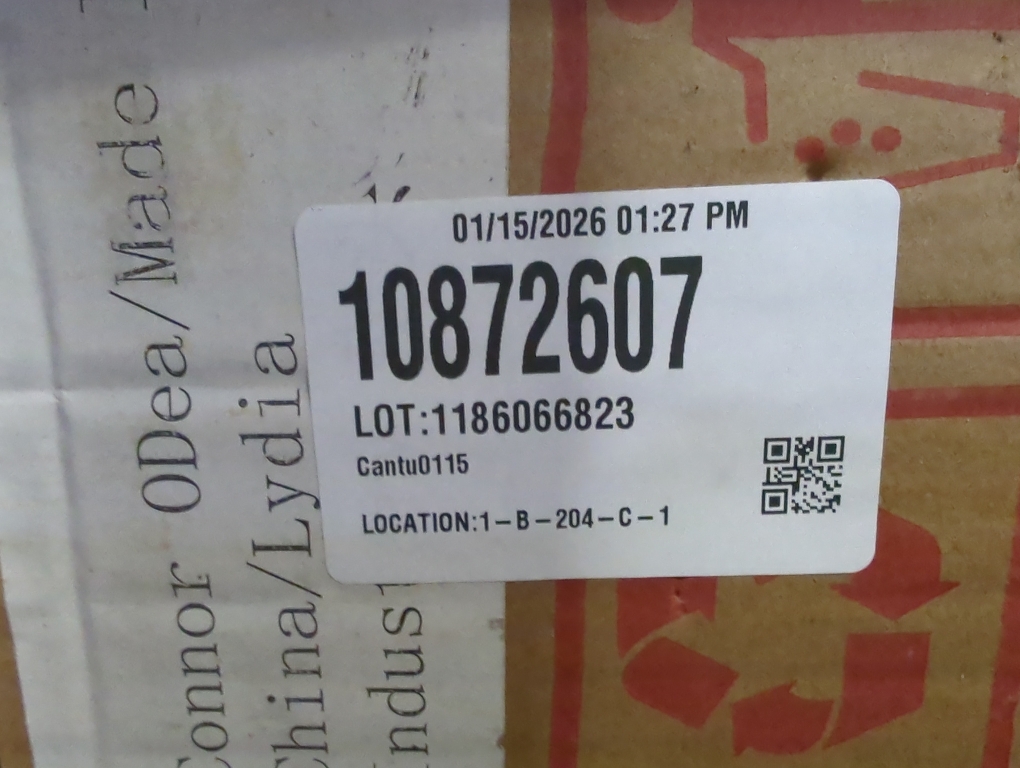 01/15/2026 01:27 PM
10872607
LOT:1186066823
Cantu0115
LOCATION:1-B-204-C-1
Connor ODea/Made
China/Lydia